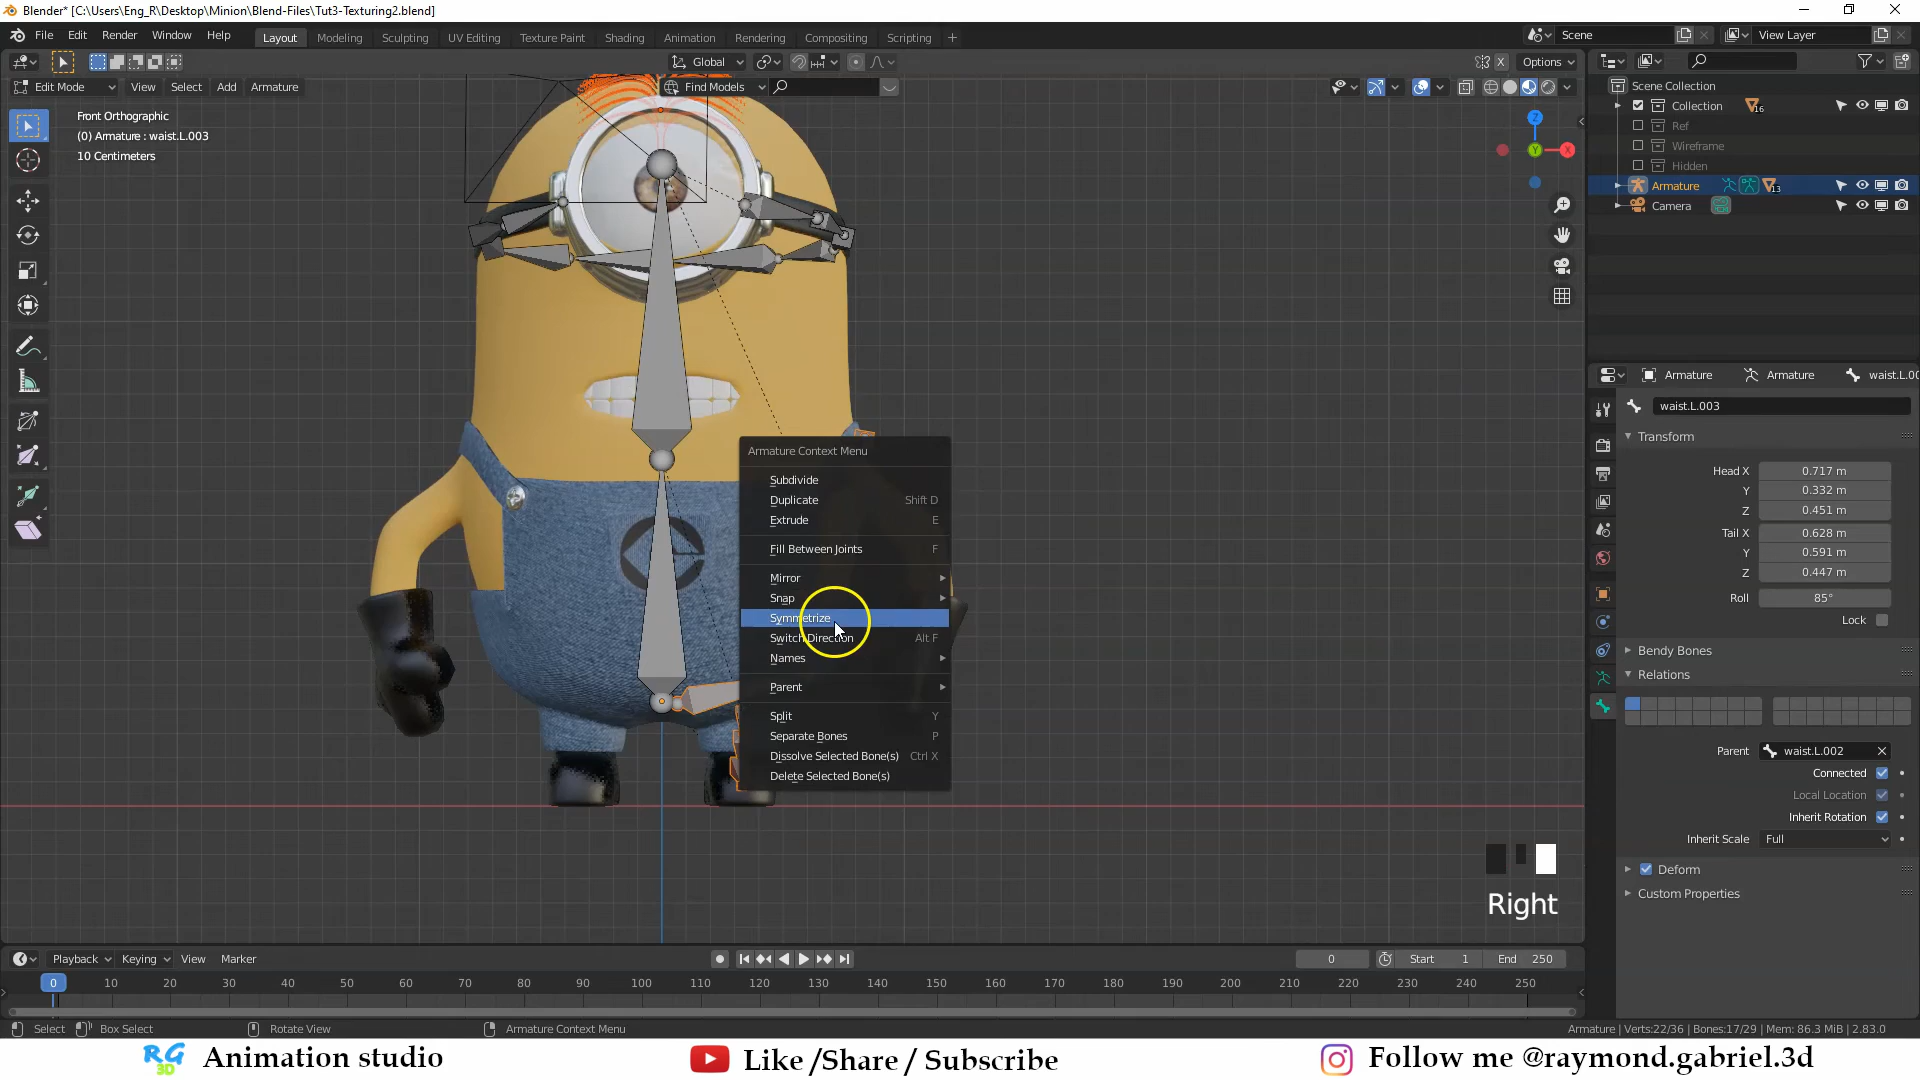 Blender* [C:\Users\Eng_R\Desktop\Minion\Blend-Files\Tut3-Texturing2.blend]
File Edit Render Window Help Layout Modeling Sculpting UV Editing Texture Paint Shading Animation Rendering Compositing Scripting + Scene View Layer
Global Options
Edit Mode View Select Add Armature Find Models
Front Orthographic
(0) Armature : waist.L.003
10 Centimeters
Z
Y
X
Scene Collection
Collection 16
Ref
Wireframe
Hidden
Armature 13
Camera
Armature Armature waist.L.00
waist.L.003
Transform
Head X 0.717 m
Y 0.332 m
Z 0.451 m
Tail X 0.628 m
Y 0.591 m
Z 0.447 m
Roll 85°
Lock
Bendy Bones
Relations
Parent waist.L.002
Connected
Local Location
Inherit Rotation
Inherit Scale Full
Deform
Custom Properties
Armature Context Menu
Subdivide
Duplicate Shift D
Extrude E
Fill Between Joints F
Mirror
Snap
Symmetrize
Switch Direction Alt F
Names
Parent
Split Y
Separate Bones P
Dissolve Selected Bone(s) Ctrl X
Delete Selected Bone(s)
Right
Playback Keying View Marker 0 Start 1 End 250
0 10 20 30 40 50 60 70 80 90 100 110 120 130 140 150 160 170 180 190 200 210 220 230 240 250
Select Box Select Rotate View Armature Context Menu Armature | Verts:22/36 | Bones:17/29 | Mem: 86.3 MiB | 2.83.0
RG 3D Animation studio Like /Share / Subscribe Follow me @raymond.gabriel.3d